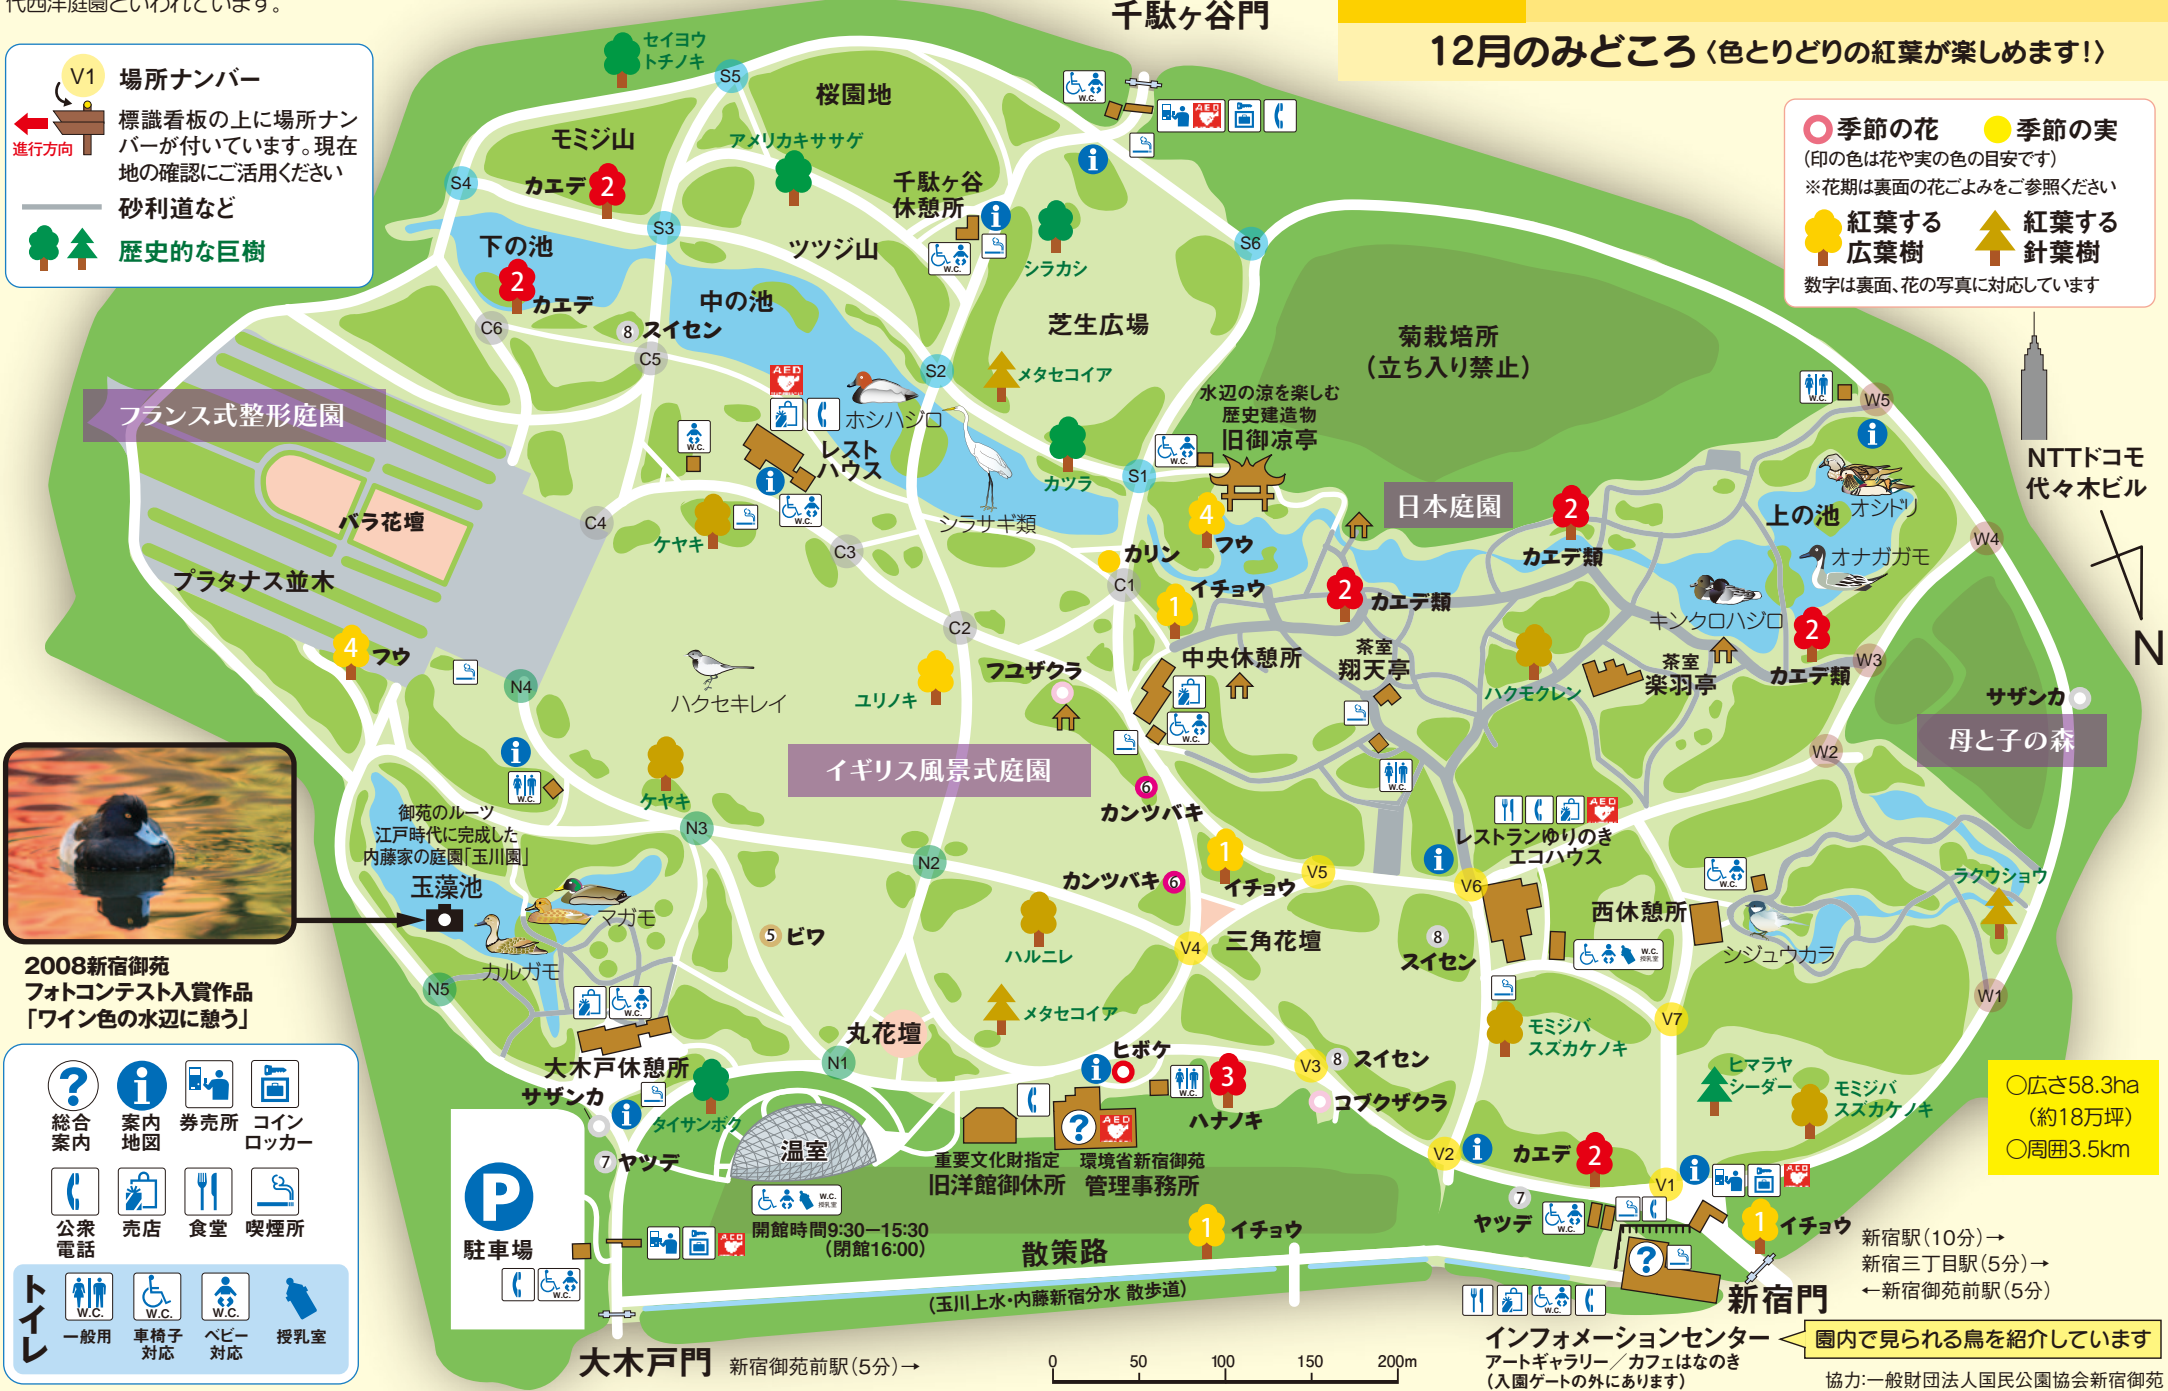 代西洋庭園といわれています。
千駄ヶ谷門
12月のみどころ〈色とりどりの紅葉が楽しめます!〉
V1
場所ナンバー
標識看板の上に場所ナン
バーが付いています。現在
地の確認にご活用ください
進行方向
砂利道など
歴史的な巨樹
季節の花
季節の実
(印の色は花や実の色の目安です)
※花期は裏面の花ごよみをご参照ください
紅葉する
広葉樹
紅葉する
針葉樹
数字は裏面、花の写真に対応しています
セイヨウ
トチノキ
S5
桜園地
モミジ山
アメリカキササゲ
カエデ
2
S4
S3
千駄ヶ谷
休憩所
W.C.
AED
W.C.
シラカシ
S6
下の池
2
カエデ
C6
8
スイセン
C5
中の池
ツツジ山
芝生広場
菊栽培所
(立ち入り禁止)
S2
メタセコイア
水辺の涼を楽しむ
歴史建造物
旧御凉亭
AED
ホシハジロ
レスト
ハウス
W.C.
W.C.
カツラ
W.C.
S1
シラサギ類
W.C.
W5
NTTドコモ
代々木ビル
N
フランス式整形庭園
バラ花壇
プラタナス並木
C4
ケヤキ
C3
4
フウ
カリン
C1
1
イチョウ
日本庭園
2
カエデ類
2
カエデ類
上の池
オシドリ
オナガガモ
キンクロハジロ
W4
2
カエデ類
W3
4
フウ
N4
ハクセキレイ
C2
ユリノキ
フユザクラ
中央休憩所
W.C.
茶室
翔天亭
ハクモクレン
茶室
楽羽亭
サザンカ
母と子の森
W2
イギリス風景式庭園
W.C.
ケヤキ
N3
6
カンツバキ
W.C.
御苑のルーツ
江戸時代に完成した
内藤家の庭園「玉川園」
玉藻池
マガモ
カルガモ
N2
カンツバキ
6
1
イチョウ
V5
V6
AED
レストランゆりのき
エコハウス
W.C.
ラクウショウ
2008新宿御苑
フォトコンテスト入賞作品
「ワイン色の水辺に憩う」
N5
5
ビワ
ハルニレ
V4
三角花壇
8
スイセン
西休憩所
W.C.
授乳室
シジュウカラ
W1
W.C.
大木戸休憩所
メタセコイア
丸花壇
N1
モミジバ
スズカケノキ
V7
ヒボケ
W.C.
3
ハナノキ
V3
8
スイセン
コブクザクラ
ヒマラヤ
シーダー
モミジバ
スズカケノキ
○広さ58.3ha
(約18万坪)
○周囲3.5km
サザンカ
タイサンボク
7
ヤツデ
温室
W.C.
授乳室
開館時間9:30−15:30
(閉館16:00)
重要文化財指定
旧洋館御休所
?
AED
環境省新宿御苑
管理事務所
V2
カエデ
2
V1
AED
7
ヤツデ
W.C.
1
イチョウ
1
イチョウ
?
総合
案内
案内
地図
券売所
コイン
ロッカー
公衆
電話
売店
食堂
喫煙所
トイレ
W.C.
一般用
W.C.
車椅子
対応
W.C.
ベビー
対応
授乳室
P
駐車場
AED
W.C.
散策路
(玉川上水・内藤新宿分水 散歩道)
?
新宿門
新宿駅(10分)→
新宿三丁目駅(5分)→
←新宿御苑前駅(5分)
W.C.
インフォメーションセンター
アートギャラリー/カフェはなのき
(入園ゲートの外にあります)
園内で見られる鳥を紹介しています
大木戸門
新宿御苑前駅(5分)→
0 50 100 150 200m
協力:一般財団法人国民公園協会新宿御苑